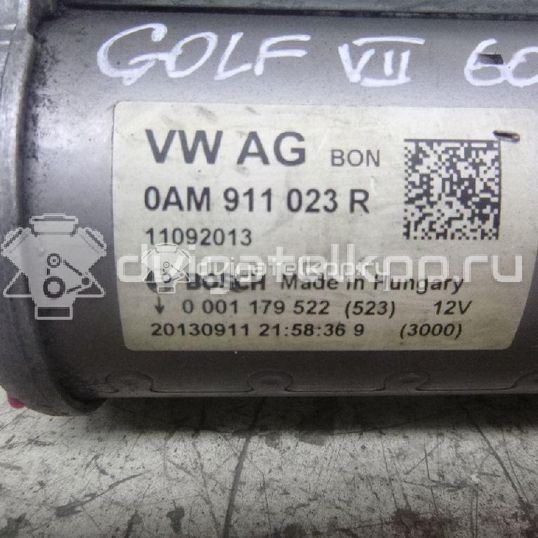 GOLF VII 60
VW AG BON
0AM 911 023 R
11092013
BOSCH Made in Hungary
↓ 0 001 179 522 (523) 12V
20130911 21:58:36 9 (3000)